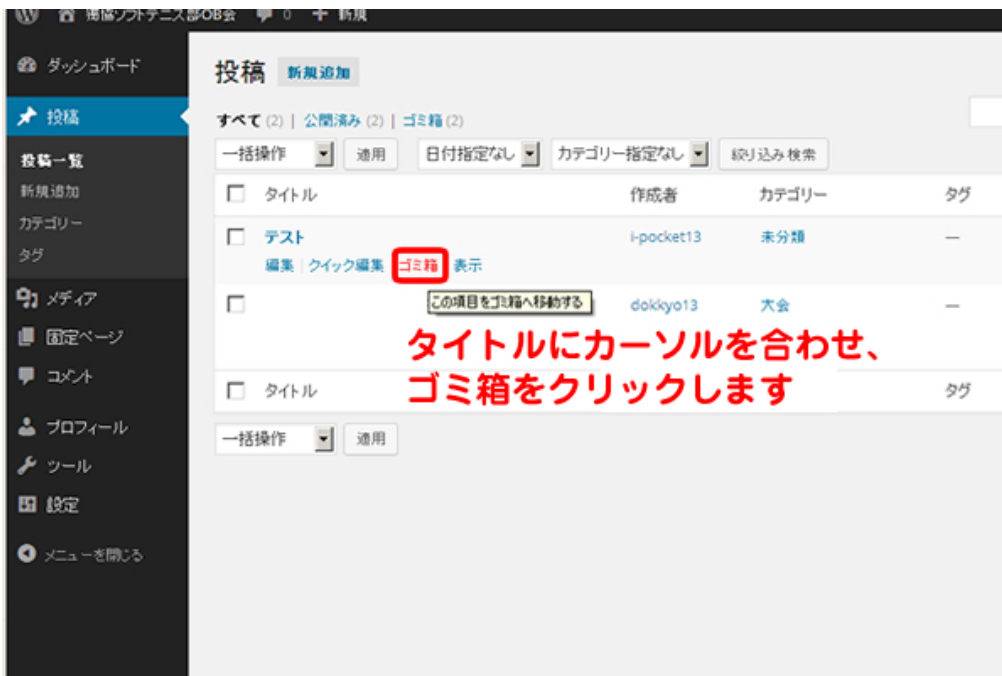 獨協ソフトテニス部OB会 0 + 新規
ダッシュボード
投稿
投稿一覧
新規追加
カテゴリー
タグ
メディア
固定ページ
コメント
プロフィール
ツール
設定
メニューを閉じる
投稿 新規追加
すべて (2) | 公開済み (2) | ゴミ箱 (2)
一括操作 適用 日付指定なし カテゴリー指定なし 絞り込み検索
タイトル 作成者 カテゴリー タグ
テスト i-pocket13 未分類 —
編集 | クイック編集 | ゴミ箱 | 表示
この項目をゴミ箱へ移動する dokkyo13 大会 —
タイトルにカーソルを合わせ、
ゴミ箱をクリックします
タイトル タグ
一括操作 適用